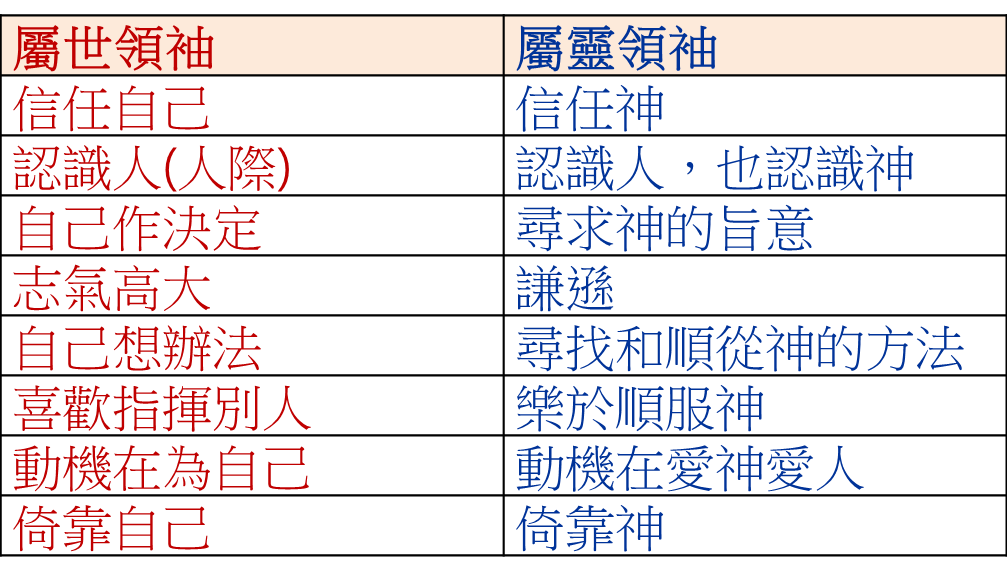 屬世領袖 屬靈領袖
信任自己 信任神
認識人(人際) 認識人，也認識神
自己作決定 尋求神的旨意
志氣高大 謙遜
自己想辦法 尋找和順從神的方法
喜歡指揮別人 樂於順服神
動機在為自己 動機在愛神愛人
倚靠自己 倚靠神